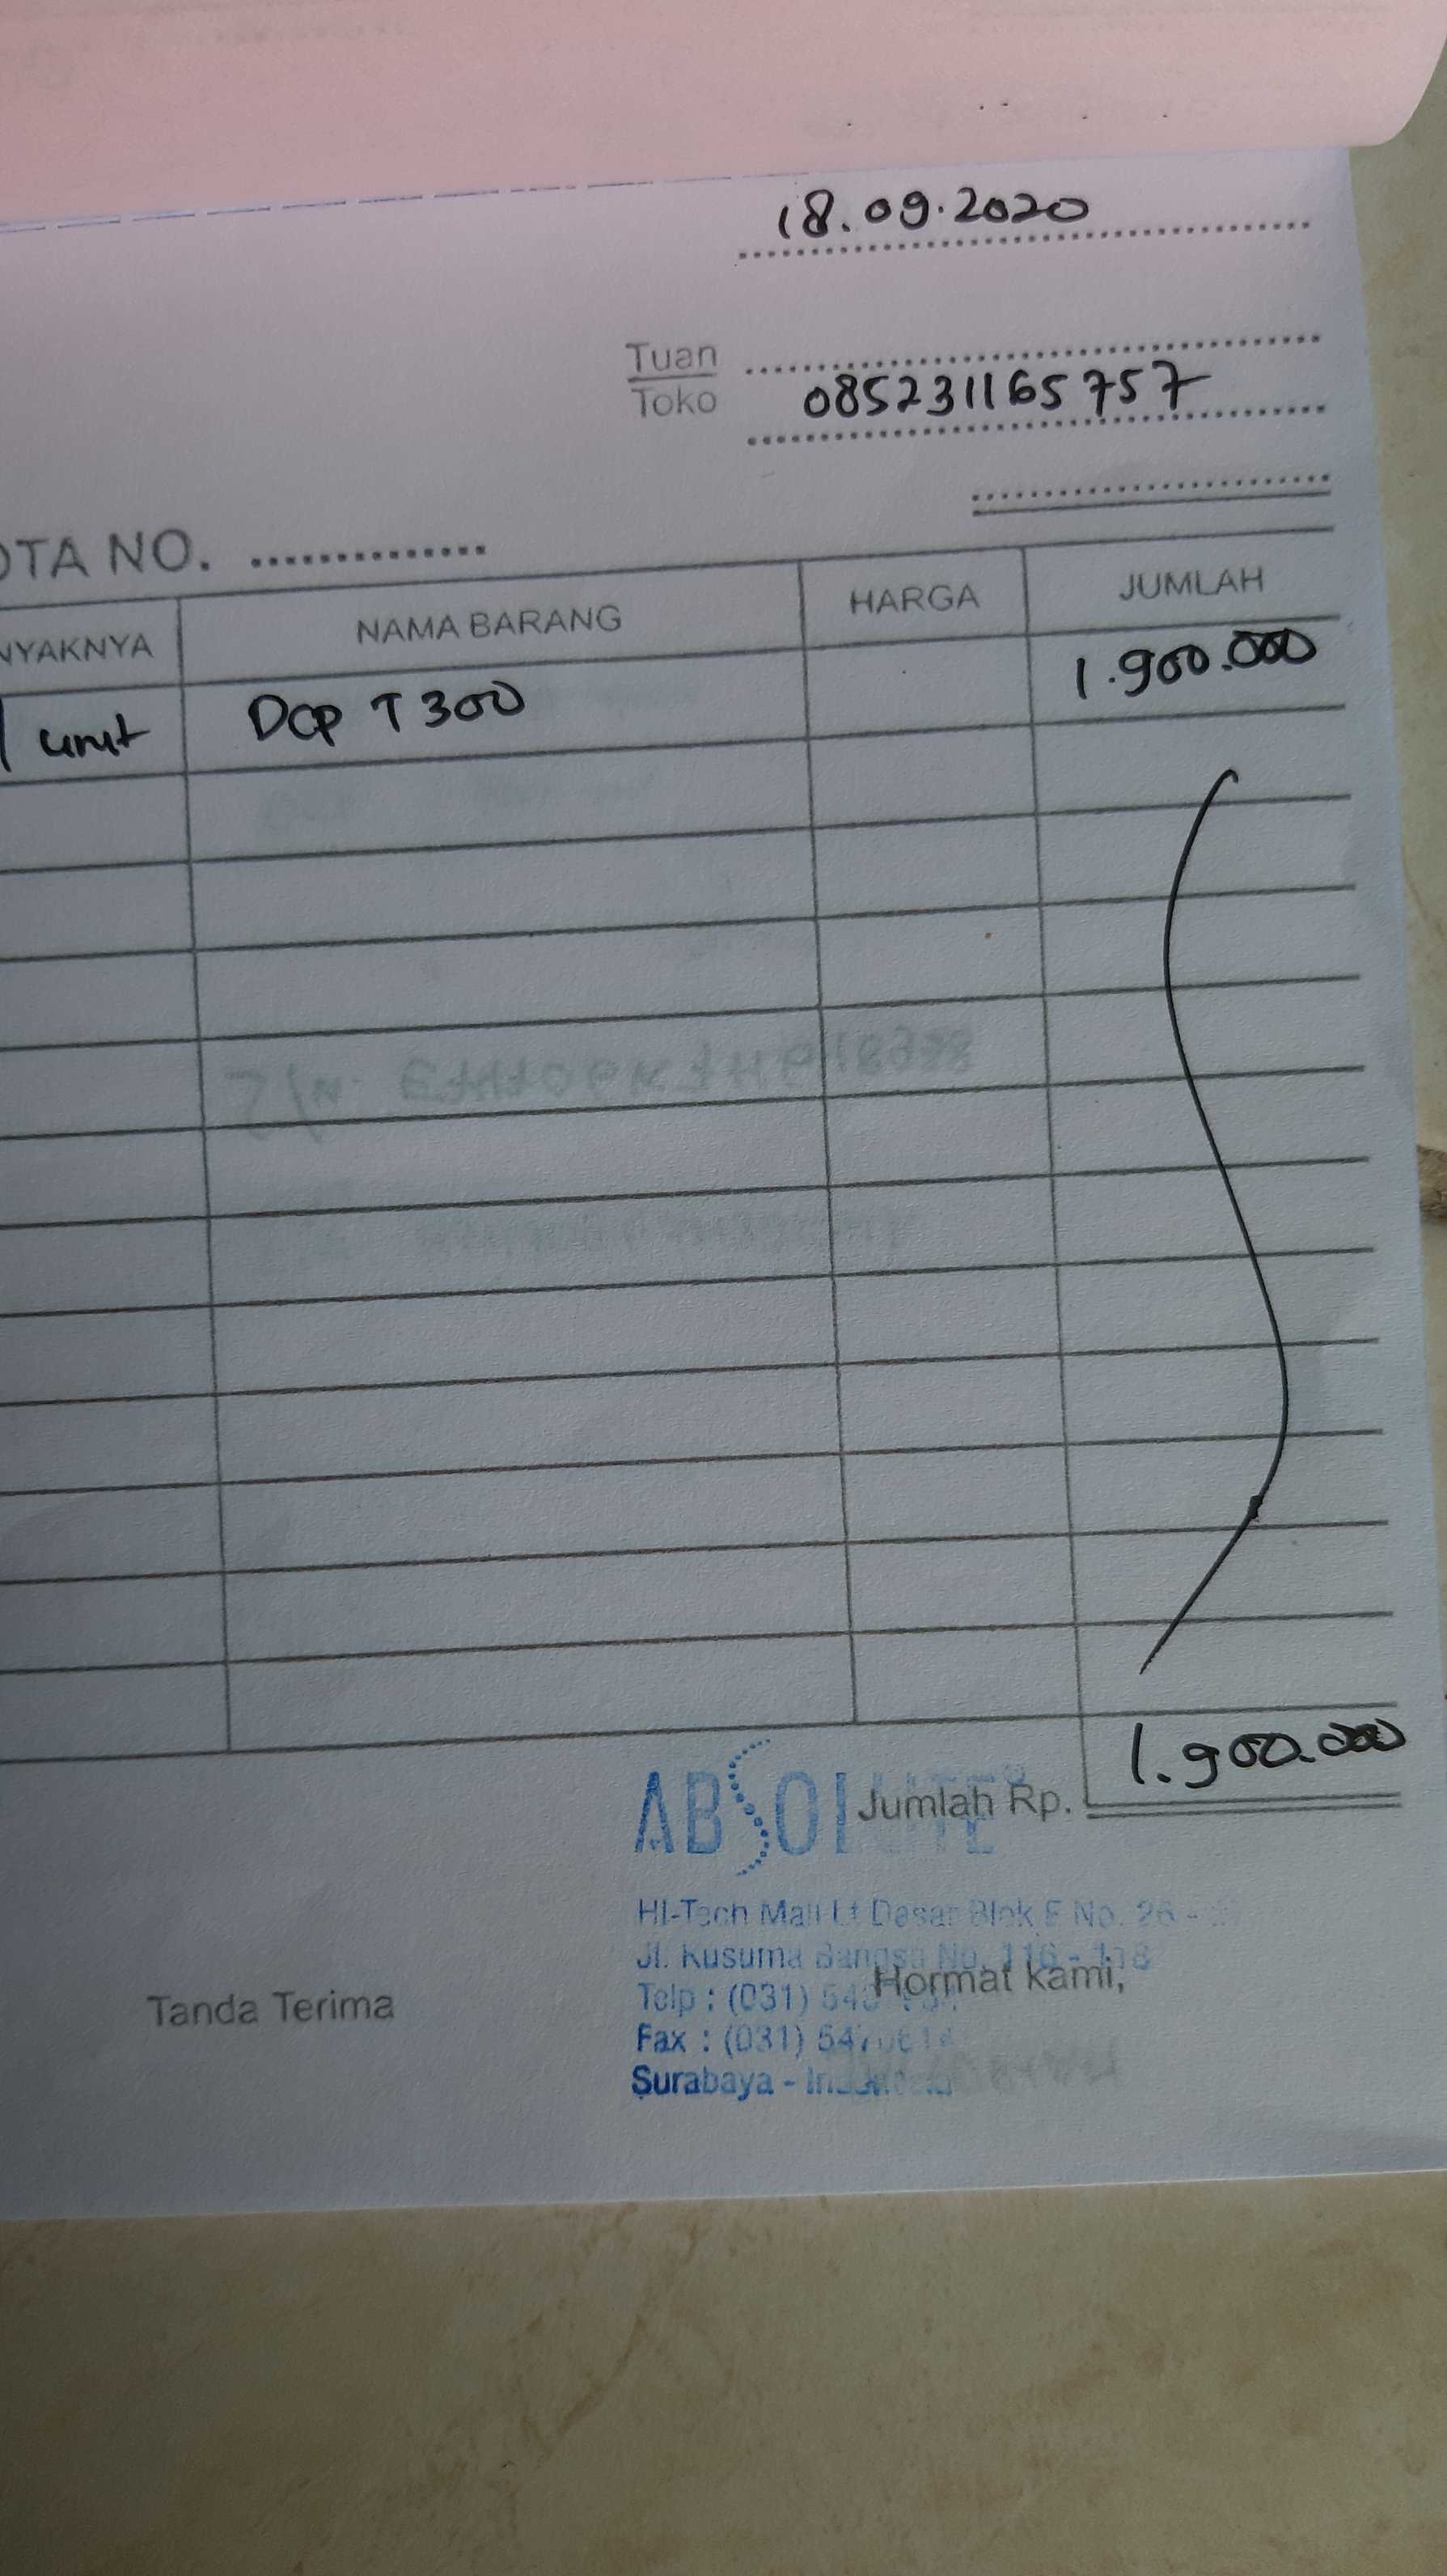 18.09.2020
Tuan
Toko 085231165757
OTA NO. ..............
NYAKNYA NAMA BARANG HARGA JUMLAH
1 unit DCP T300 1.900.000
Jumlah Rp. 1.900.000
ABSOLUTE
HI-Tech Mall Lt Dasar Blok E No. 26 -
Jl. Kusuma Bangsa No. 116 - 118
Telp : (031)
Fax : (031)
Surabaya - Indonesia
Tanda Terima Hormat kami,